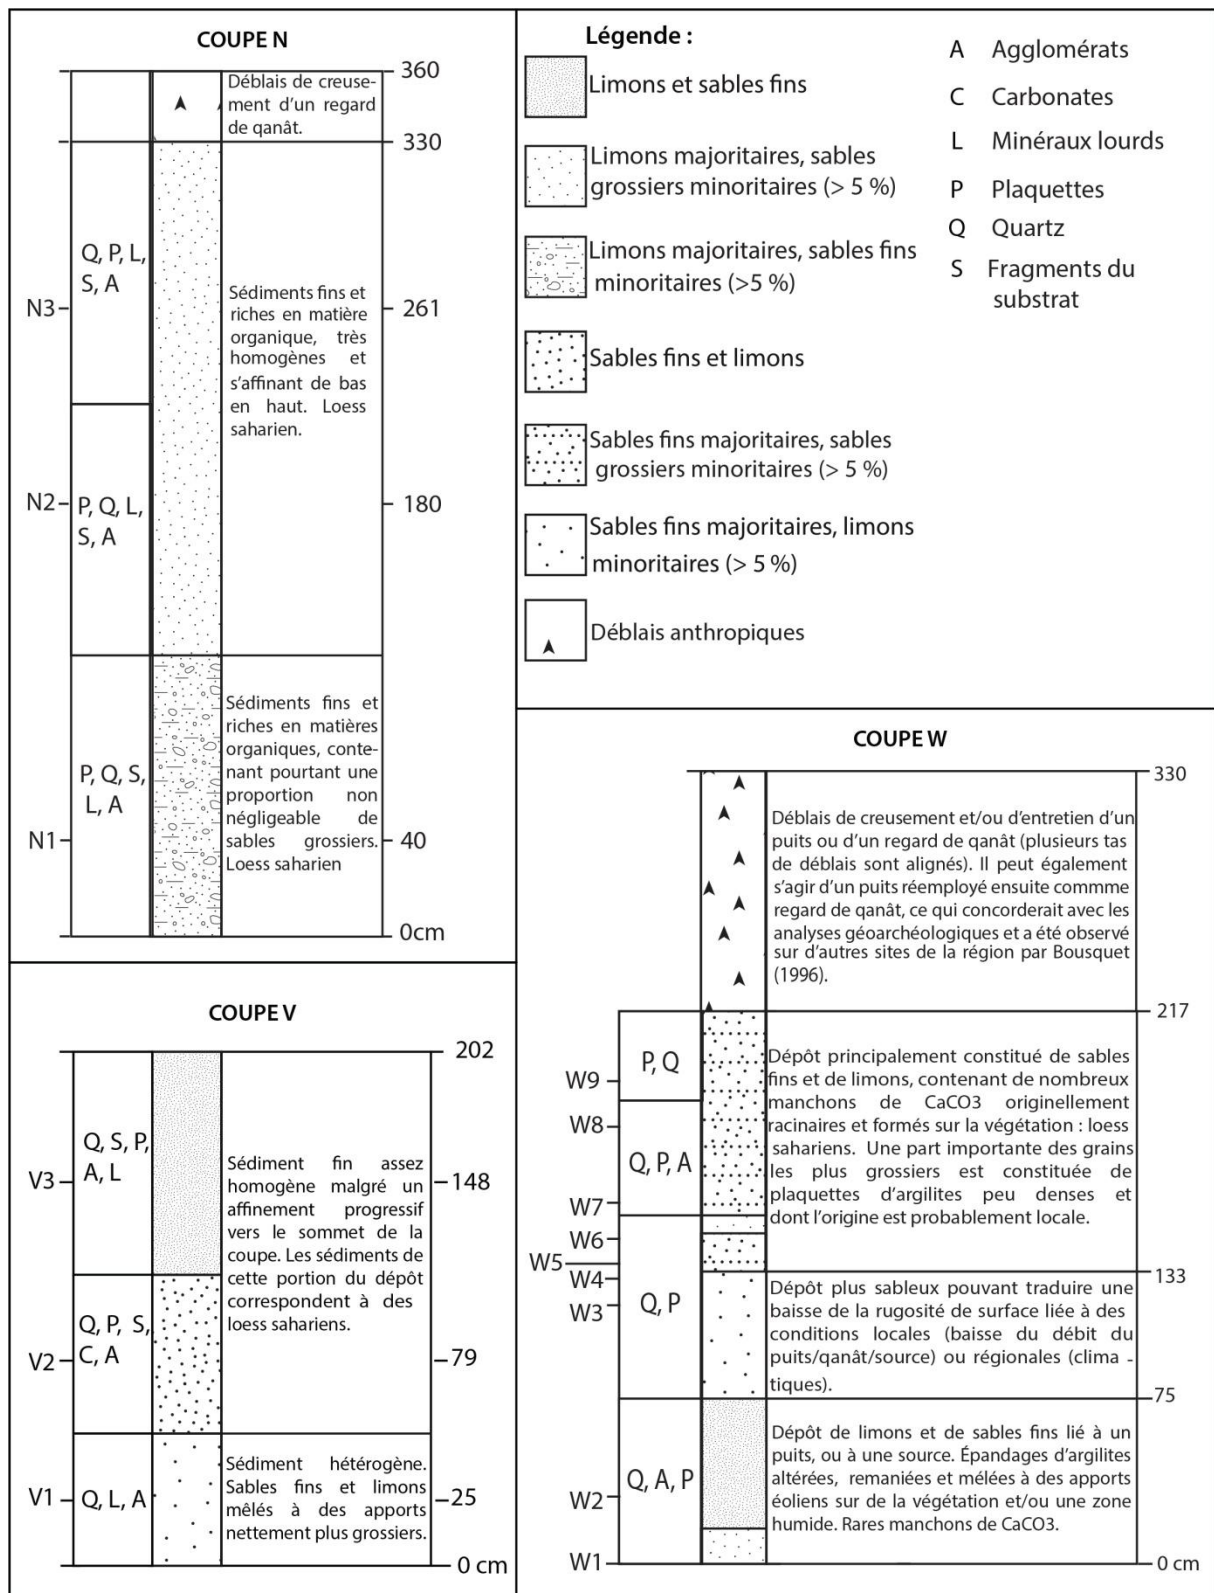 COUPE N
360
Déblais de creuse-
ment d'un regard
de qanât.
330
Q, P, L,
S, A
N3
261
Sédiments fins et
riches en matière
organique, très
homogènes et
s'affinant de bas
en haut. Loess
saharien.
N2
P, Q, L,
S, A
180
Sédiments fins et
riches en matières
organiques, conte-
nant pourtant une
proportion non
négligeable de
sables grossiers.
Loess saharien
P, Q, S,
L, A
N1
40
0cm
Légende :
Limons et sables fins
Limons majoritaires, sables
grossiers minoritaires (> 5 %)
Limons majoritaires, sables fins
minoritaires (>5 %)
Sables fins et limons
Sables fins majoritaires, sables
grossiers minoritaires (> 5 %)
Sables fins majoritaires, limons
minoritaires (> 5 %)
Déblais anthropiques
A Agglomérats
C Carbonates
L Minéraux lourds
P Plaquettes
Q Quartz
S Fragments du
substrat
COUPE V
202
Q, S, P,
A, L
V3
148
Sédiment fin assez
homogène malgré un
affinement progressif
vers le sommet de la
coupe. Les sédiments de
cette portion du dépôt
correspondent à des
loess sahariens.
Q, P, S,
C, A
V2
79
Sédiment hétérogène.
Sables fins et limons
mêlés à des apports
nettement plus grossiers.
V1
Q, L, A
25
0 cm
COUPE W
330
Déblais de creusement et/ou d'entretien d'un
puits ou d'un regard de qanât (plusieurs tas
de déblais sont alignés). Il peut également
s'agir d'un puits réemployé ensuite commme
regard de qanât, ce qui concorderait avec les
analyses géoarchéologiques et a été observé
sur d'autres sites de la région par Bousquet
(1996).
217
P, Q
W9
W8
Q, P, A
W7
Dépôt principalement constitué de sables
fins et de limons, contenant de nombreux
manchons de CaCO3 originellement
racinaires et formés sur la végétation : loess
sahariens. Une part importante des grains
les plus grossiers est constituée de
plaquettes d'argilites peu denses et
dont l'origine est probablement locale.
W6
W5
W4
W3
Q, P
133
Dépôt plus sableux pouvant traduire une
baisse de la rugosité de surface liée à des
conditions locales (baisse du débit du
puits/qanât/source) ou régionales (clima -
tiques).
75
Dépôt de limons et de sables fins lié à un
puits, ou à une source. Épandages d'argilites
altérées, remaniées et mêlées à des apports
éoliens sur de la végétation et/ou une zone
humide. Rares manchons de CaCO3.
Q, A, P
W2
W1
0 cm